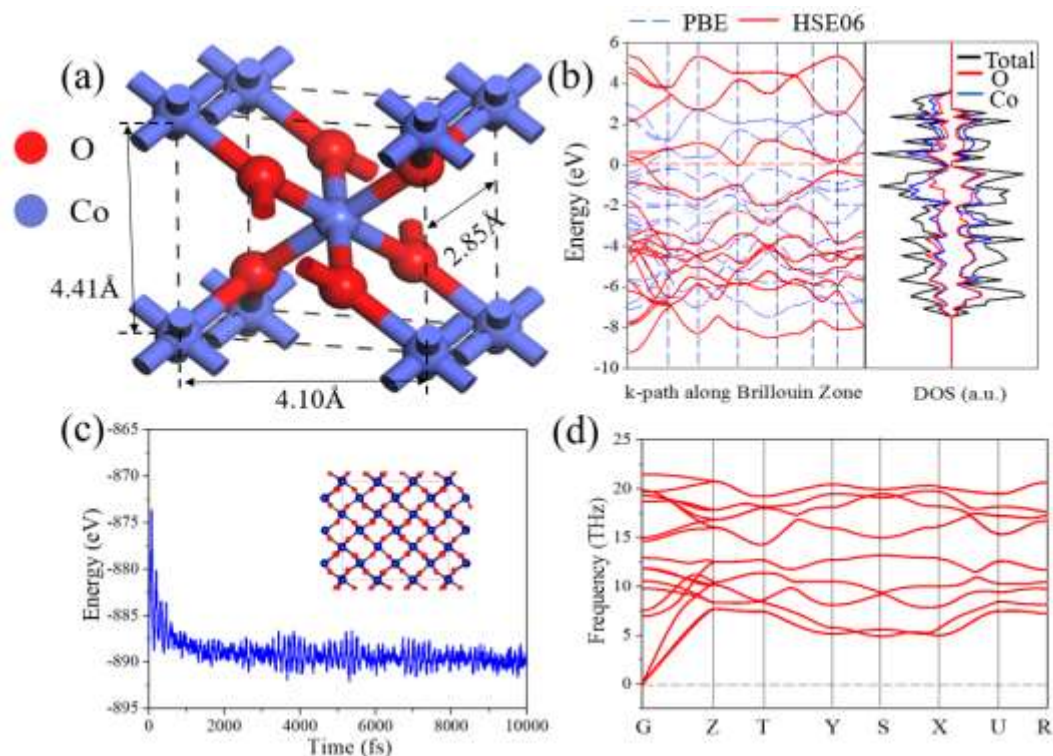 (a)
O
Co
4.41Å
2.85Å
4.10Å
(b)
PBE
HSE06
Energy (eV)
6
4
2
0
-2
-4
-6
-8
-10
Total
O
Co
k-path along Brillouin Zone
DOS (a.u.)
(c)
Energy (eV)
-865
-870
-875
-880
-885
-890
-895
0 2000 4000 6000 8000 10000
Time (fs)
(d)
Frequency (THz)
25
20
15
10
5
0
G Z T Y S X U R